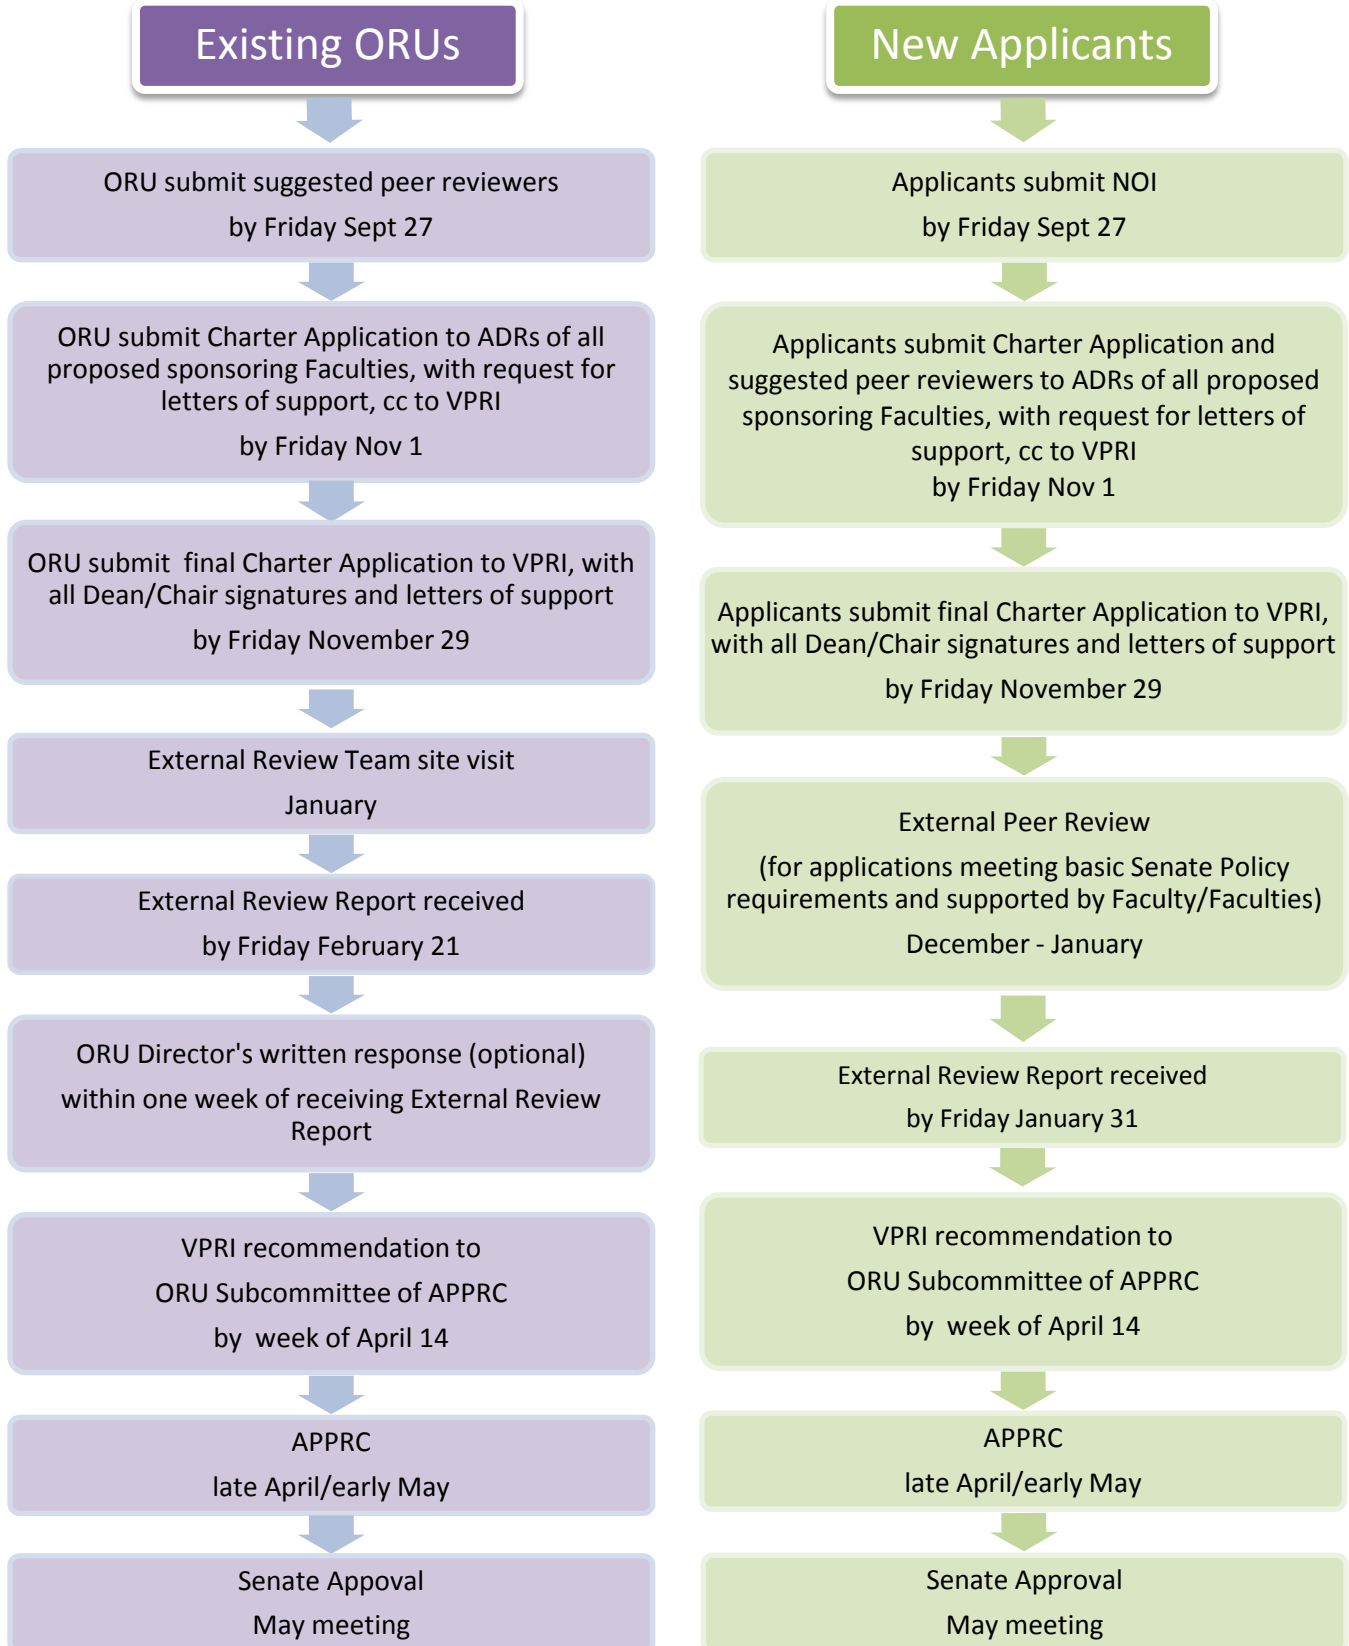 Existing ORUs
ORU submit suggested peer reviewers
by Friday Sept 27
ORU submit Charter Application to ADRs of all
proposed sponsoring Faculties, with request for
letters of support, cc to VPRI
by Friday Nov 1
ORU submit  final Charter Application to VPRI, with
all Dean/Chair signatures and letters of support
by Friday November 29
External Review Team site visit
January
External Review Report received
by Friday February 21
ORU Director's written response (optional)
within one week of receiving External Review
Report
VPRI recommendation to
ORU Subcommittee of APPRC
by  week of April 14
APPRC
late April/early May
Senate Appoval
May meeting
New Applicants
Applicants submit NOI
by Friday Sept 27
Applicants submit Charter Application and
suggested peer reviewers to ADRs of all proposed
sponsoring Faculties, with request for letters of
support, cc to VPRI
by Friday Nov 1
Applicants submit final Charter Application to VPRI,
with all Dean/Chair signatures and letters of support
by Friday November 29
External Peer Review
(for applications meeting basic Senate Policy
requirements and supported by Faculty/Faculties)
December - January
External Review Report received
by Friday January 31
VPRI recommendation to
ORU Subcommittee of APPRC
by  week of April 14
APPRC
late April/early May
Senate Approval
May meeting